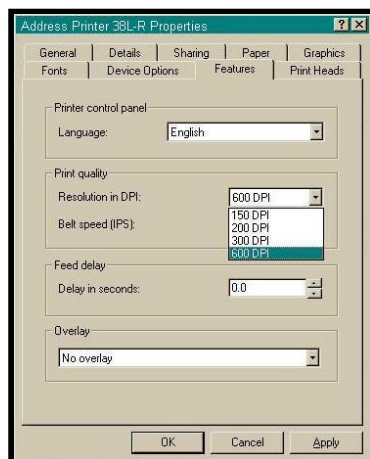 Address Printer 38L-R Properties
General Details Sharing Paper Graphics
Fonts Device Options Features Print Heads
Printer control panel
Language: English
Print quality
Resolution in DPI: 600 DPI
150 DPI
200 DPI
Belt speed (IPS): 300 DPI
600 DPI
Feed delay
Delay in seconds: 0.0
Overlay
No overlay
OK Cancel Apply